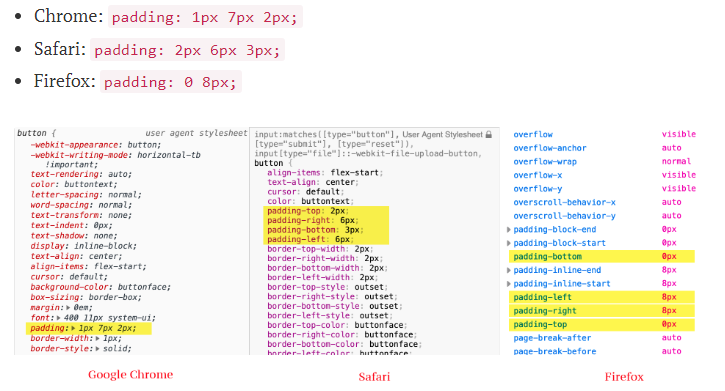 Chrome: padding: 1px 7px 2px;
Safari: padding: 2px 6px 3px;
Firefox: padding: 0 8px;
button { user agent stylesheet
-webkit-appearance: button;
-webkit-writing-mode: horizontal-tb
!important;
text-rendering: auto;
color: buttontext;
letter-spacing: normal;
word-spacing: normal;
text-transform: none;
text-indent: 0px;
text-shadow: none;
display: inline-block;
text-align: center;
align-items: flex-start;
cursor: default;
background-color: buttonface;
box-sizing: border-box;
margin: 0em;
font: 400 11px system-ui;
padding: 1px 7px 2px;
border-width: 1px;
border-style: solid;
Google Chrome
input:matches([type="button"], User Agent Stylesheet
[type="submit"], [type="reset"]),
input[type="file"]::-webkit-file-upload-button,
button {
align-items: flex-start;
text-align: center;
cursor: default;
color: buttontext;
padding-top: 2px;
padding-right: 6px;
padding-bottom: 3px;
padding-left: 6px;
border-top-width: 2px;
border-right-width: 2px;
border-bottom-width: 2px;
border-left-width: 2px;
border-top-style: outset;
border-right-style: outset;
border-bottom-style: outset;
border-left-style: outset;
border-top-color: buttonface;
border-right-color: buttonface;
border-bottom-color: buttonface;
border-left-color: buttonface;
Safari
overflow visible
overflow-anchor auto
overflow-wrap normal
overflow-x visible
overflow-y visible
overscroll-behavior-x auto
overscroll-behavior-y auto
padding-block-end 0px
padding-block-start 0px
padding-bottom 0px
padding-inline-end 8px
padding-inline-start 8px
padding-left 8px
padding-right 8px
padding-top 0px
page-break-after auto
page-break-before auto
Firefox